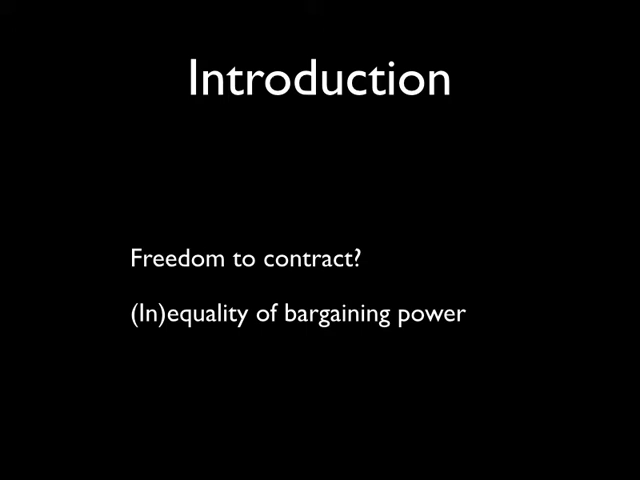 Introduction
Freedom to contract?
(In)equality of bargaining power